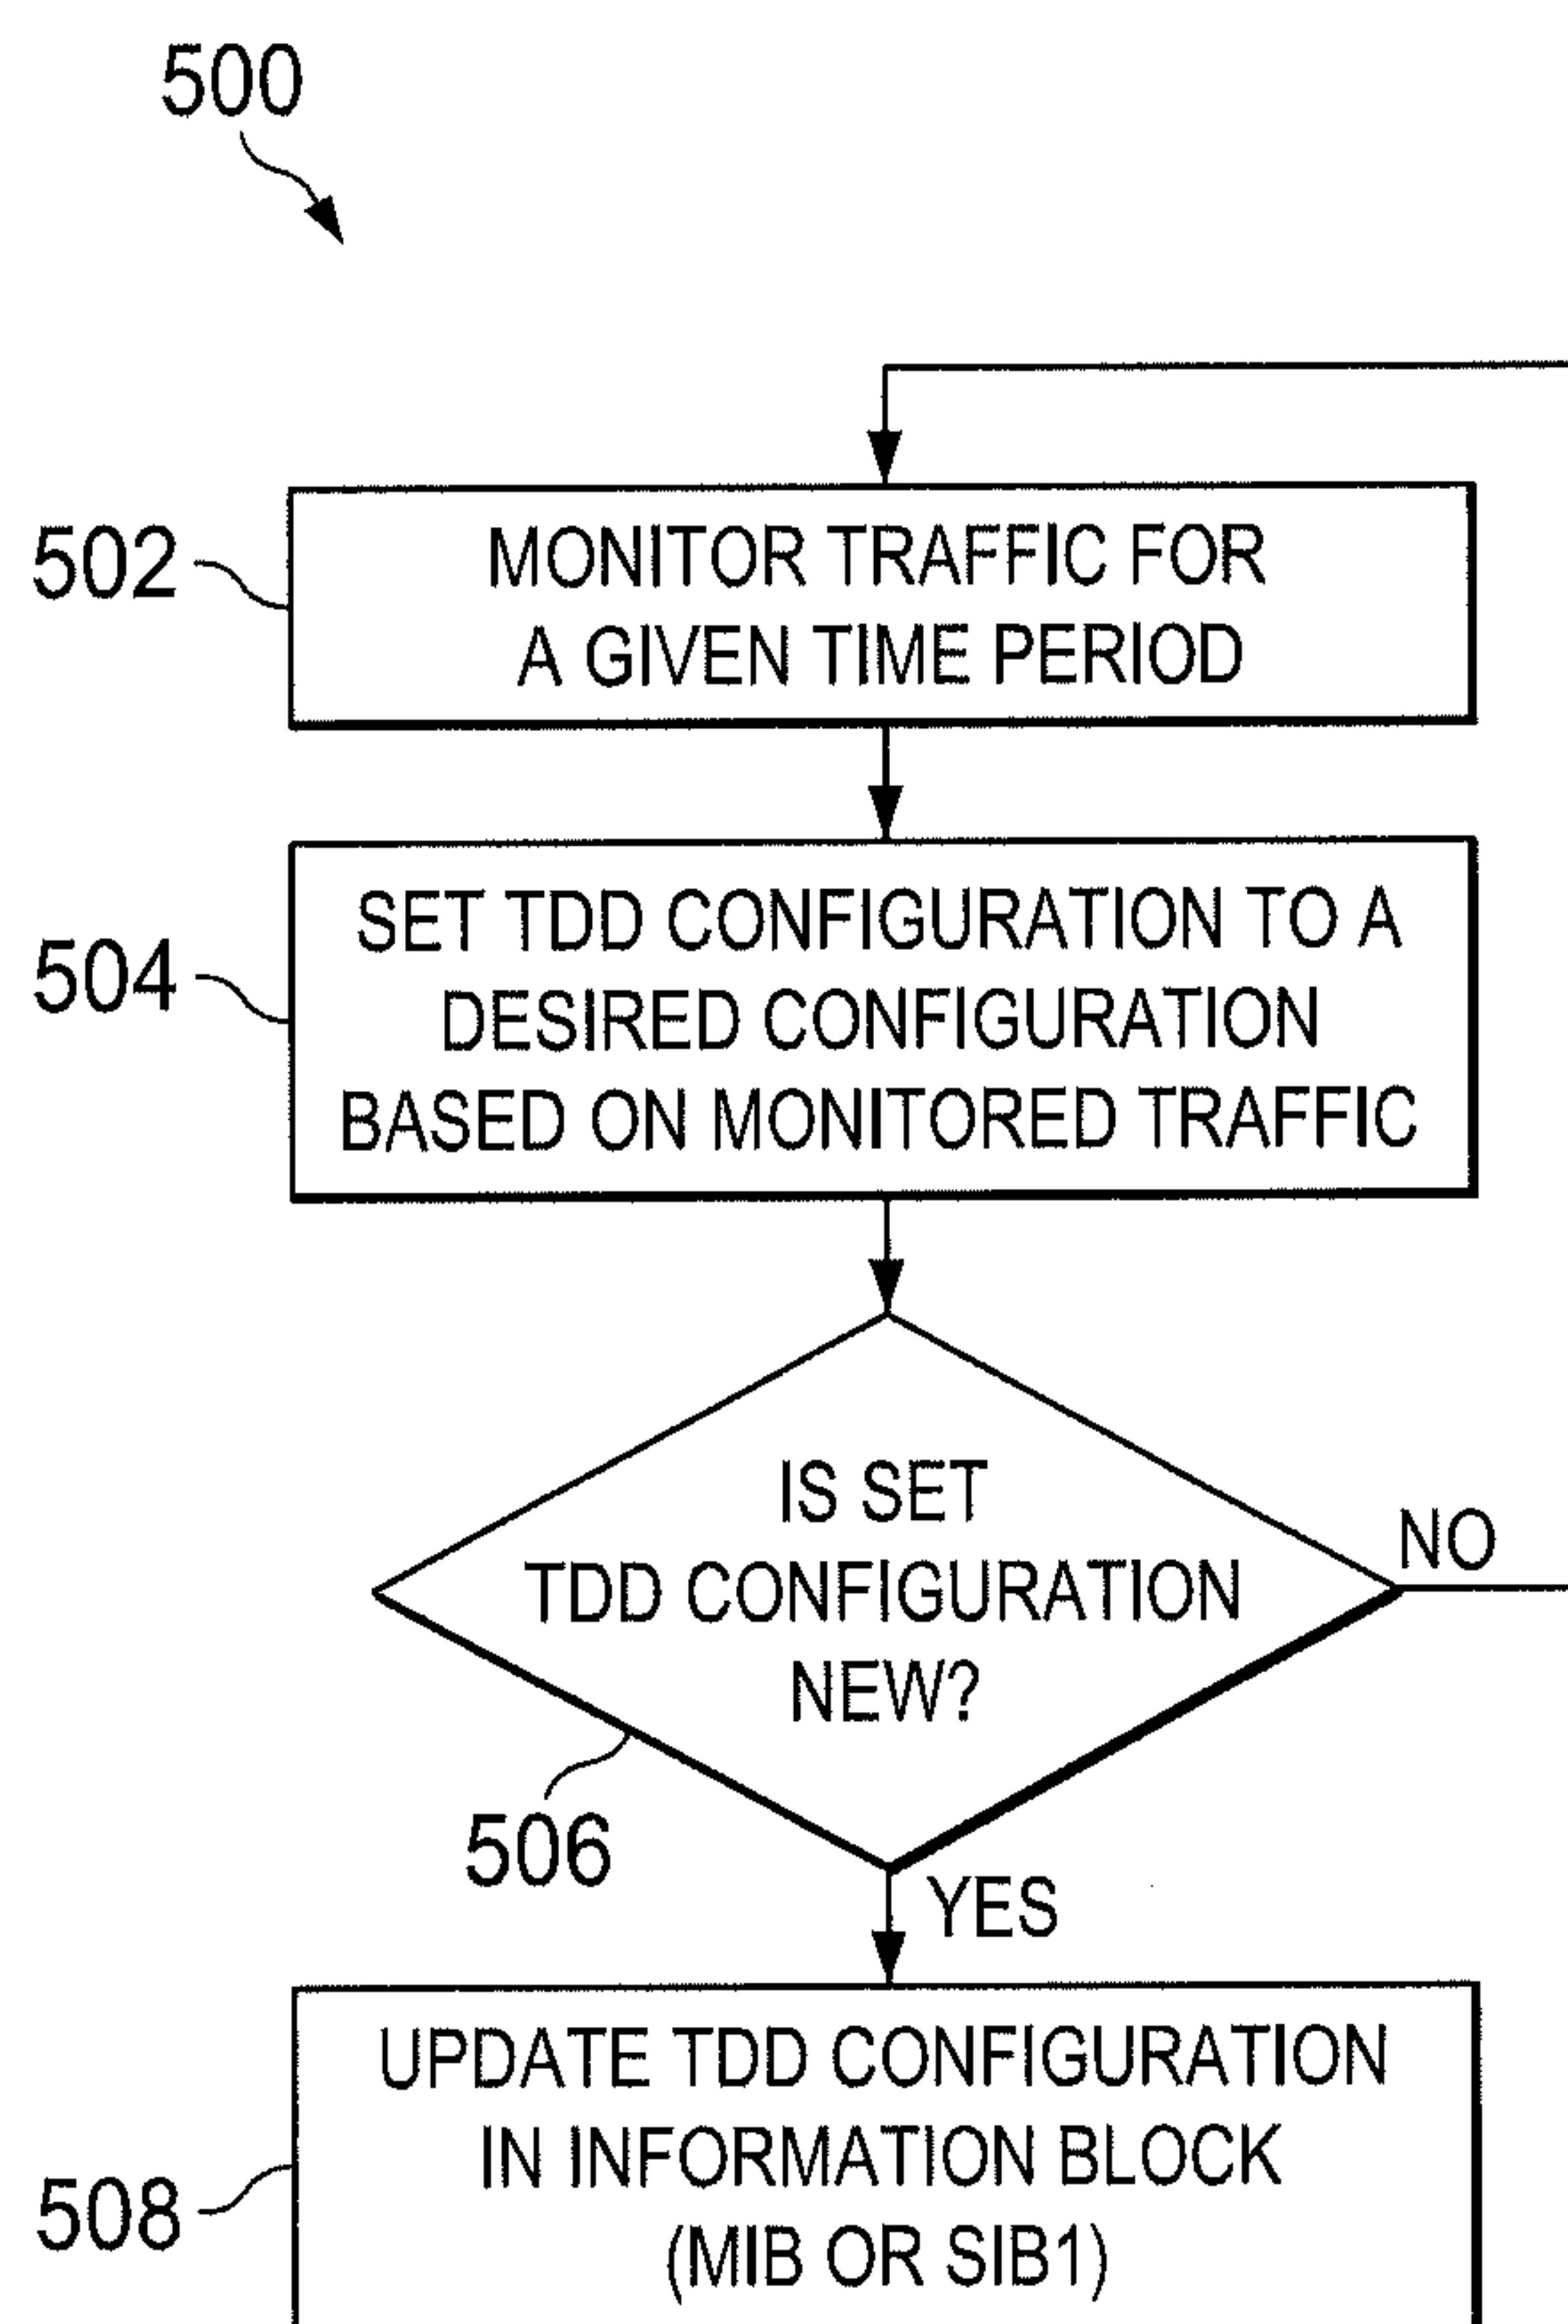 500
502
MONITOR TRAFFIC FOR
A GIVEN TIME PERIOD
504
SET TDD CONFIGURATION TO A
DESIRED CONFIGURATION
BASED ON MONITORED TRAFFIC
IS SET
TDD CONFIGURATION
NEW?
NO
506
YES
508
UPDATE TDD CONFIGURATION
IN INFORMATION BLOCK
(MIB OR SIB1)